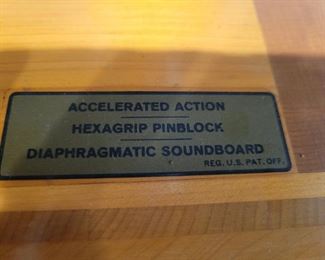 ACCELERATED ACTION
HEXAGRIP PINBLOCK
DIAPHRAGMATIC SOUNDBOARD
REG. U.S. PAT. OFF.